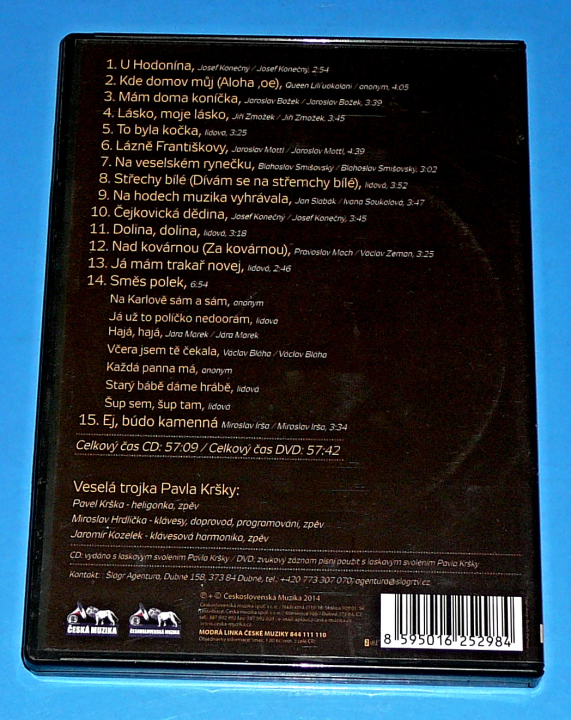 1. U Hodonína, Josef Konečný / Josef Konečný, 2:54
2. Kde domov můj (Aloha ,oe), Queen Lili´uokolani / anonym, 4.05
3. Mám doma koníčka, Jaroslav Božek / Jaroslav Božek, 3:39
4. Lásko, moje lásko, Jiří Zmožek / Jiří Zmožek, 3:45
5. To byla kočka, lidová, 3:25
6. Lázně Františkovy, Jaroslav Mottl / Jaroslav Mottl, 4:39
7. Na veselském rynečku, Blahoslav Smišovský / Blahoslav Smišovský, 3:02
8. Střechy bílé (Dívám se na střemchy bílé), lidová, 3:52
9. Na hodech muzika vyhrávala, Jan Slabák / Ivana Soukalová, 3:47
10. Čejkovická dědina, Josef Konečný / Josef Konečný, 3:45
11. Dolina, dolina, lidová, 3:18
12. Nad kovárnou (Za kovárnou), Pravoslav Mach / Václav Zeman, 3:25
13. Já mám trakař novej, lidová, 2:46
14. Směs polek, 6:54
Na Karlově sám a sám, anonym
Já už to políčko nedoorám, lidová
Hajá, hajá, Jára Marek / Jára Marek
Včera jsem tě čekala, Václav Bláha / Václav Bláha
Každá panna má, anonym
Starý bábě dáme hrábě, lidová
Šup sem, šup tam, lidová
15. Ej, búdo kamenná Miroslav Irša / Miroslav Irša, 3:34
Celkový čas CD: 57:09 / Celkový čas DVD: 57:42
Veselá trojka Pavla Kršky:
Pavel Krška - heligonka, zpěv
Miroslav Hrdlička - klávesy, doprovod, programování, zpěv
Jaromír Kozelek - klávesová harmonika, zpěv
CD: vydáno s laskavým svolením Pavla Kršky / DVD: zvukový záznam písní použit s laskavým svolením Pavla Kršky
Kontakt: Šlagr Agentura, Dubné 158, 373 84 Dubné, tel.: +420 773 307 070, agentura@slagrtv.cz
℗ + © Československá Muzika 2014
MODRÁ LINKA ČESKÉ MUZIKY 844 111 110
ČESKÁ MUZIKA
ČESKOSLOVENSKÁ MUZIKA
8 595016 252984